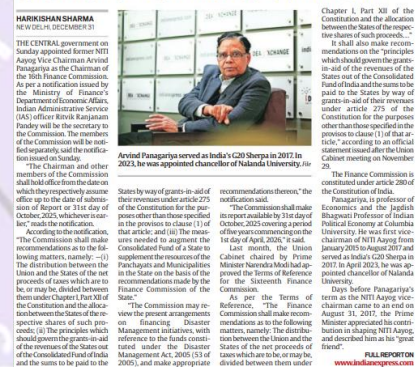 HARIKISHAN SHARMA
NEW DELHI, DECEMBER 31
THE CENTRAL government on
Sunday appointed former NITI
Aayog Vice Chairman Arvind
Panagariya as the Chairman of
the 16th Finance Commission.
As per a notification issued by
the Ministry of Finance's
Department of Economic Affairs,
Indian Administrative Service
(IAS) officer Ritvik Ranjanam
Pandey will be the secretary to
the Commission. The members
of the Commission will be noti-
fied separately, said the notifica-
tion issued on Sunday.
"The Chairman and other
members of the Commission
shall hold office from the date on
which they respectively assume
office up to the date of submis-
sion of Report or 31st day of
October, 2025, whichever is ear-
lier," reads the notification.
According to the notification,
"The Commission shall make
recommendations as to the fol-
lowing matters, namely: –(i)
The distribution between the
Union and the States of the net
proceeds of taxes which are to
be, or may be, divided between
them under Chapter I, Part XII of
the Constitution and the alloca-
tion between the States of the re-
spective shares of such pro-
ceeds; (ii) The principles which
should govern the grants-in-aid
of the revenues of the States out
of the Consolidated Fund of India
and the sums to be paid to the
Arvind Panagariya served as India's G20 Sherpa in 2017. In
2023, he was appointed chancellor of Nalanda University. File
States by way of grants-in-aid of
their revenues under article 275
of the Constitution for the pur-
poses other than those specified
in the provisos to clause (1) of
that article; and (iii) The meas-
ures needed to augment the
Consolidated Fund of a State to
supplement the resources of the
Panchayats and Municipalities
in the State on the basis of the
recommendations made by the
Finance Commission of the
State."
"The Commission may re-
view the present arrangements
on financing Disaster
Management initiatives, with
reference to the funds consti-
tuted under the Disaster
Management Act, 2005 (53 of
2005), and make appropriate
recommendations thereon," the
notification said.
"The Commission shall make
its report available by 31st day of
October, 2025 covering a period
of five years commencing on the
1st day of April, 2026," it said.
Last month, the Union
Cabinet chaired by Prime
Minister Narendra Modi had ap-
proved the Terms of Reference
for the Sixteenth Finance
Commission.
As per the Terms of
Reference, "The Finance
Commission shall make recom-
mendations as to the following
matters, namely: The distribu-
tion between the Union and the
States of the net proceeds of
taxes which are to be, or may be,
divided between them under
Chapter I, Part XII of the
Constitution and the allocation
between the States of the respec-
tive shares of such proceeds..."
It shall also make recom-
mendations on the "principles
which should govern the grants-
in-aid of the revenues of the
States out of the Consolidated
Fund of India and the sums to be
paid to the States by way of
grants-in-aid of their revenues
under article 275 of the
Constitution for the purposes
other than those specified in the
provisos to clause (1) of that ar-
ticle," according to an official
statement issued after the Union
Cabinet meeting on November
29.
The Finance Commission is
constituted under article 280 of
the Constitution of India.
Panagariya, is professor of
Economics and the Jagdish
Bhagwati Professor of Indian
Political Economy at Columbia
University. He was first vice-
chairman of NITI Aayog from
January 2015 to August 2017 and
served as India's G20 Sherpa in
2017. In April 2023, he was ap-
pointed chancellor of Nalanda
University.
Days before Panagariya's
term as the NITI Aayog vice-
chairman came to an end on
August 31, 2017, the Prime
Minister appreciated his contri-
bution in shaping NITI Aayog,
and described him as his "great
friend".
FULL REPORT ON
www.indianexpress.com